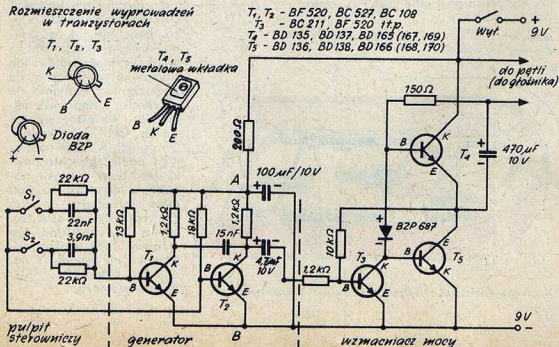 Rozmieszczenie wyprowadzeń
w tranzystorach
T1, T2, T3
K
B
E
Dioda
BZP
+ -
T4, T5
metalowa wkładka
B K E
T1, T2 - BF 520, BC 527, BC 108
T3 - BC 211, BF 520 itp.
T4 - BD 135, BD 137, BD 165 (167, 169)
T5 - BD 136, BD 138, BD 166 (168, 170)
Wył.
+
9V
do pętli
(do głośnika)
150Ω
B
K
E
T4
+
-
470µF
10V
200Ω
A
+
-
100µF/10V
S1
22kΩ
22nF
S2
3,9nF
22kΩ
13kΩ
1,2kΩ
18kΩ
1,2kΩ
15nF
+
-
4,7µF
10V
B
T1
K
E
B
K
E
T2
1,2kΩ
10kΩ
+
-
BZP 687
B
T3
K
E
B
E
K
T5
B
9V
-
pulpit
sterowniczy
generator
wzmacniacz mocy